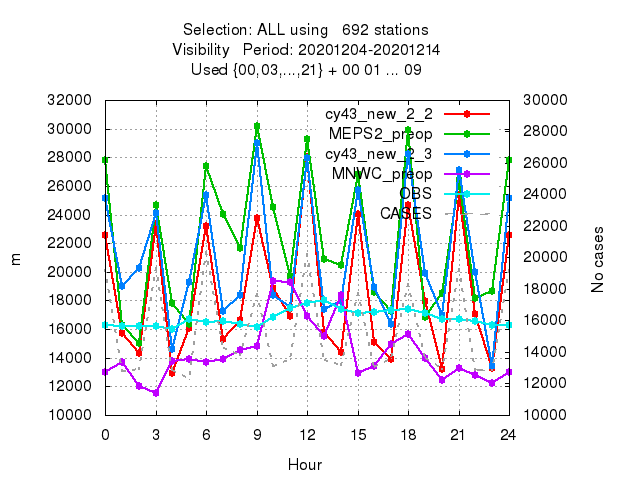 Selection: ALL using   692 stations
Visibility   Period: 20201204-20201214
Used {00,03,...,21} + 00 01 ... 09
32000 30000
30000 28000
28000 26000
26000 24000
24000 22000
22000 20000
20000 18000
18000 16000
16000 14000
14000 12000
12000 10000
10000
cy43_new_2_2
MEPS2_preop
cy43_new_2_3
MNWC_preop
OBS
CASES
m
No cases
0 3 6 9 12 15 18 21 24
Hour